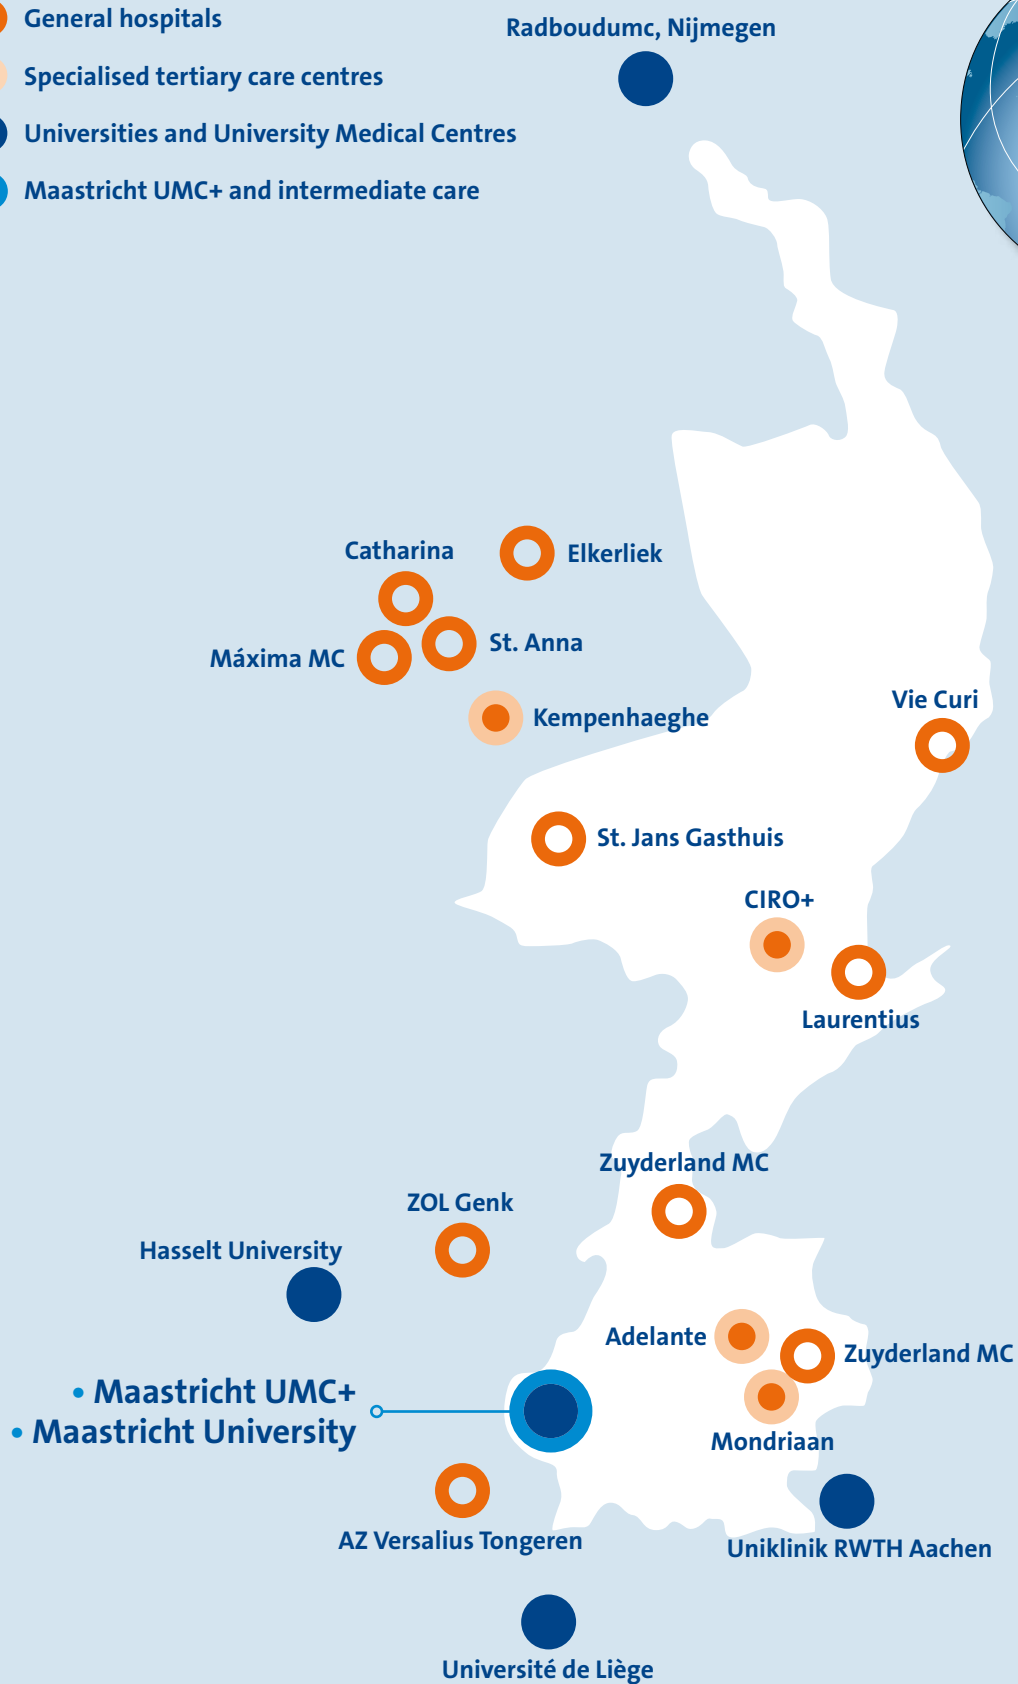 General hospitals
Radboudumc, Nijmegen
Specialised tertiary care centres
Universities and University Medical Centres
Maastricht UMC+ and intermediate care
Catharina
Elkerliek
St. Anna
Máxima MC
Vie Curi
Kempenhaeghe
St. Jans Gasthuis
CIRO+
Laurentius
Zuyderland MC
ZOL Genk
Hasselt University
Adelante
Zuyderland MC
• Maastricht UMC+
• Maastricht University
Mondriaan
AZ Versalius Tongeren
Uniklinik RWTH Aachen
Université de Liège